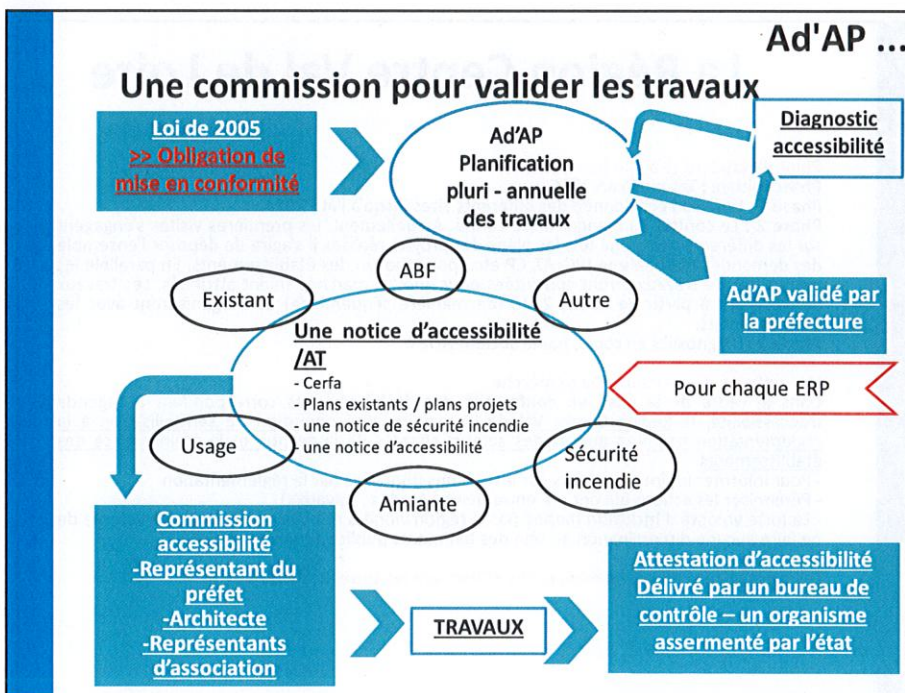 Ad'AP ...
Une commission pour valider les travaux
Loi de 2005
>> Obligation de
mise en conformité
Ad'AP
Planification
pluri - annuelle
des travaux
Diagnostic
accessibilité
Ad'AP validé par
la préfecture
Pour chaque ERP
Existant
ABF
Autre
Une notice d'accessibilité
/AT
- Cerfa
- Plans existants / plans projets
- une notice de sécurité incendie
- une notice d'accessibilité
Usage
Amiante
Sécurité
incendie
Commission
accessibilité
-Représentant du
préfet
-Architecte
-Représentants
d'association
TRAVAUX
Attestation d'accessibilité
Délivré par un bureau de
contrôle – un organisme
assermenté par l'état